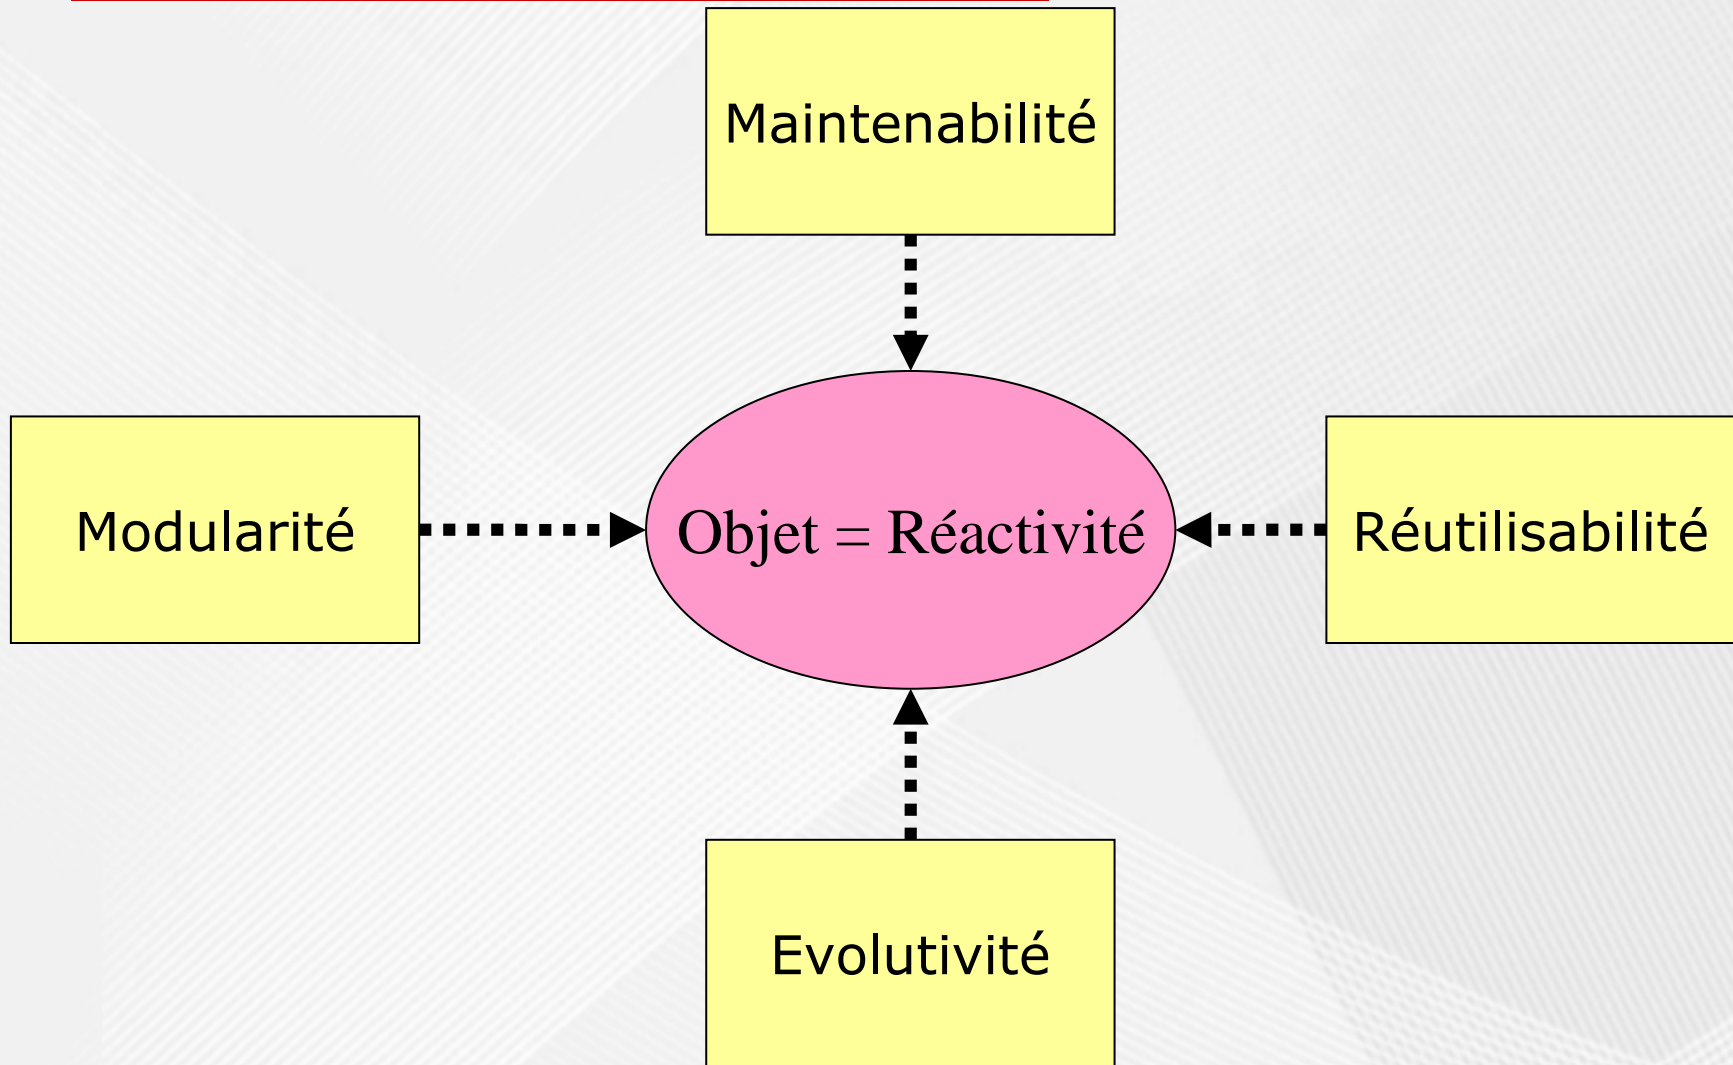 Maintenabilité
Modularité
Objet = Réactivité
Réutilisabilité
Evolutivité